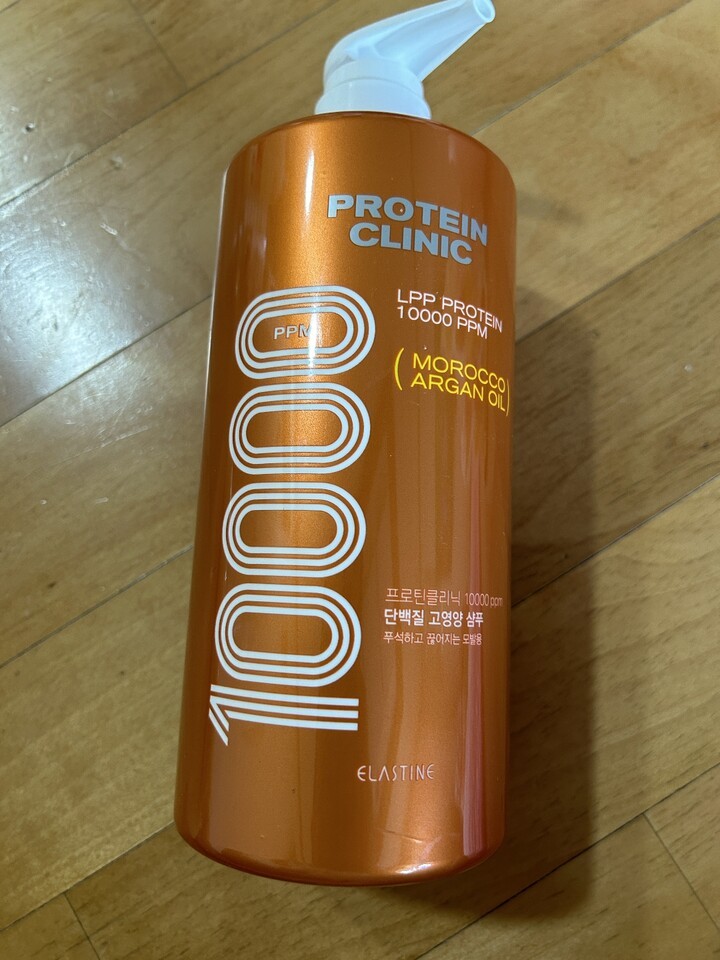 PROTEIN
CLINIC
LPP PROTEIN
10000 PPM
(MOROCCO
ARGAN OIL)
10000
PPM
프로틴클리닉 10000 ppm
단백질 고영양 샴푸
푸석하고 끊어지는 모발용
ELASTINE